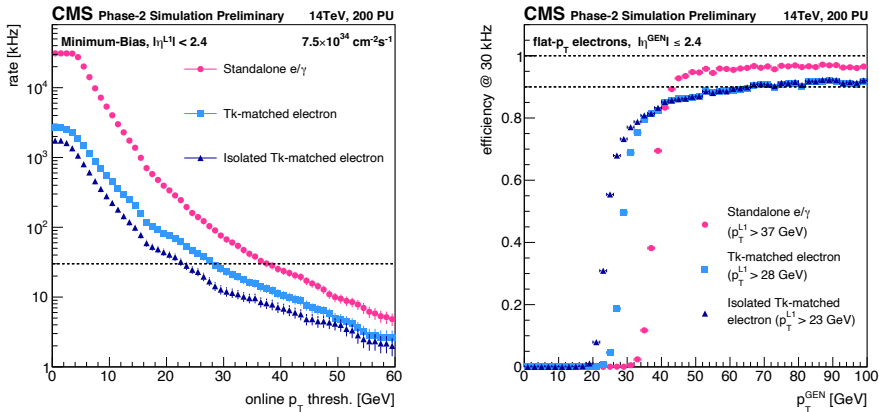 CMS Phase-2 Simulation Preliminary 14TeV, 200 PU
Minimum-Bias, |η^L1| < 2.4 7.5×10^34 cm^-2s^-1
Standalone e/γ
Tk-matched electron
Isolated Tk-matched electron
rate [kHz]
10^4
10^3
10^2
10
1
0 10 20 30 40 50 60
online p_T thresh. [GeV]
CMS Phase-2 Simulation Preliminary 14TeV, 200 PU
flat-p_T electrons, |η^GEN| ≤ 2.4
efficiency @ 30 kHz
1
0.8
0.6
0.4
0.2
0
Standalone e/γ
(p_T^L1 > 37 GeV)
Tk-matched electron
(p_T^L1 > 28 GeV)
Isolated Tk-matched
electron (p_T^L1 > 23 GeV)
0 10 20 30 40 50 60 70 80 90 100
p_T^GEN [GeV]